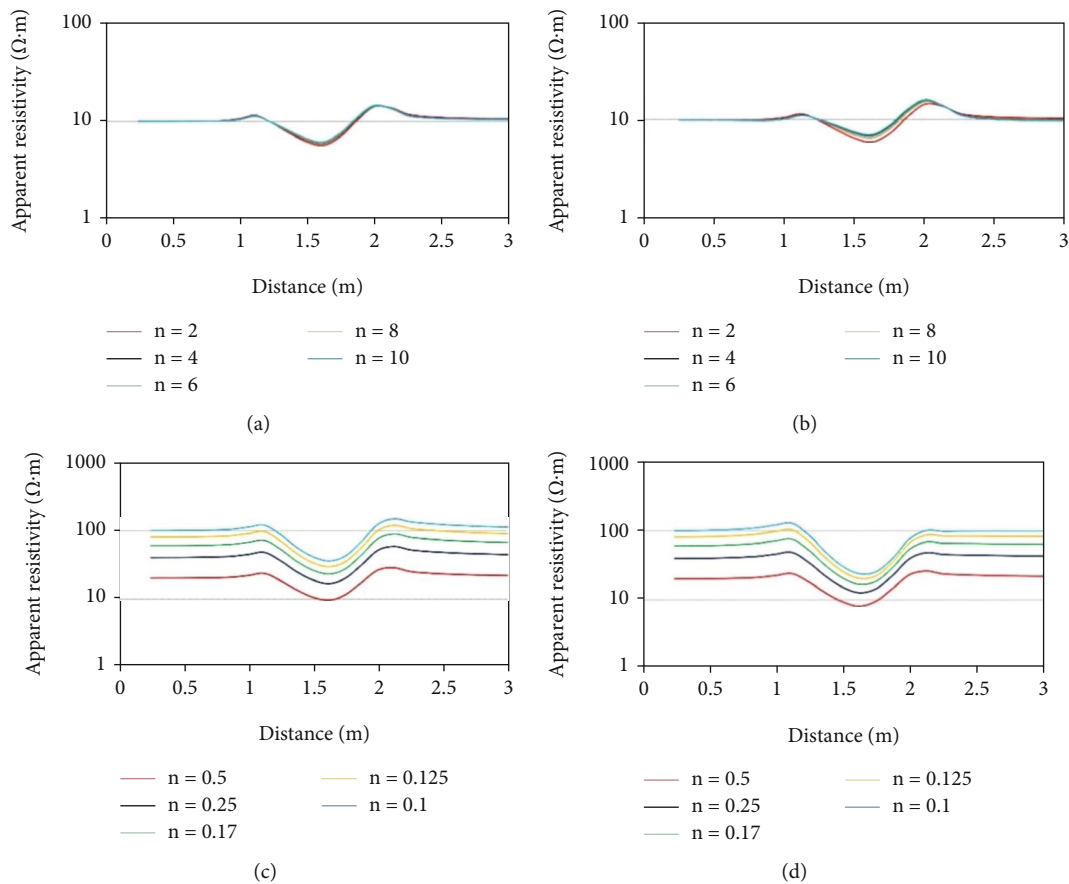 Apparent resistivity (Ω·m)
100
10
1
0 0.5 1 1.5 2 2.5 3
Distance (m)
n = 2
n = 4
n = 6
n = 8
n = 10
(a)
Apparent resistivity (Ω·m)
100
10
1
0 0.5 1 1.5 2 2.5 3
Distance (m)
n = 2
n = 4
n = 6
n = 8
n = 10
(b)
Apparent resistivity (Ω·m)
1000
100
10
1
0 0.5 1 1.5 2 2.5 3
Distance (m)
n = 0.5
n = 0.25
n = 0.17
n = 0.125
n = 0.1
(c)
Apparent resistivity (Ω·m)
1000
100
10
1
0 0.5 1 1.5 2 2.5 3
Distance (m)
n = 0.5
n = 0.25
n = 0.17
n = 0.125
n = 0.1
(d)